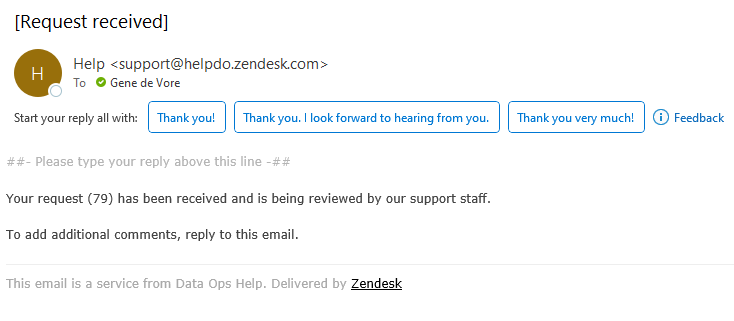 [Request received]
H
Help <support@helpdo.zendesk.com>
To Gene de Vore
Start your reply all with: Thank you! Thank you. I look forward to hearing from you. Thank you very much! Feedback
##- Please type your reply above this line -##
Your request (79) has been received and is being reviewed by our support staff.
To add additional comments, reply to this email.
This email is a service from Data Ops Help. Delivered by Zendesk